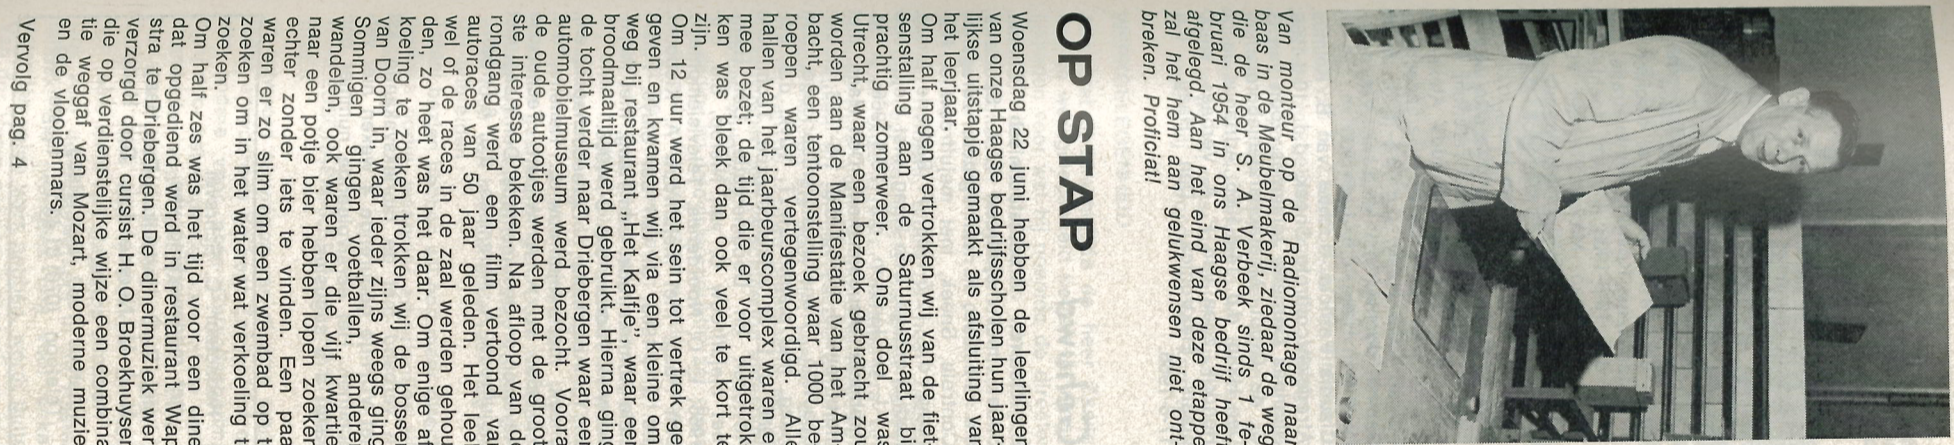 Van monteur op de Radiomontage naar
baas in de Meubelmakerij, ziedaar de weg
die de heer S. A. Verbeek sinds 1 fe-
bruari 1954 in ons Haagse bedrijf heeft
afgelegd. Aan het eind van deze etappe
zal het hem aan gelukwensen niet ont-
breken. Proficiat!
OP STAP
Woensdag 22 juni hebben de leerlingen
van onze Haagse bedrijfsscholen hun jaar-
lijkse uitstapje gemaakt als afsluiting van
het leerjaar.
Om half negen vertrokken wij van de fiet-
senstalling aan de Saturnusstraat bij
prachtig zomerweer. Ons doel was
Utrecht, waar een bezoek gebracht zou
worden aan de Manifestatie van het Am-
bacht, een tentoonstelling waar 1000 be-
roepen waren vertegenwoordigd. Alle
hallen van het jaarbeurscomplex waren er
mee bezet; de tijd die er voor uitgetrok-
ken was bleek dan ook veel te kort te
zijn.
Om 12 uur werd het sein tot vertrek ge-
geven en kwamen wij via een kleine om-
weg bij restaurant „Het Kalfje”, waar een
broodmaaltijd werd gebruikt. Hierna ging
de tocht verder naar Driebergen waar een
automobielmuseum werd bezocht. Vooral
de oude autootjes werden met de groot-
ste interesse bekeken. Na afloop van de
rondgang werd een film vertoond van
autoraces van 50 jaar geleden. Het leek
wel of de races in de zaal werden gehou-
den, zo heet was het daar. Om enige af-
koeling te zoeken trokken wij de bossen
van Doorn in, waar ieder zijns weegs ging.
Sommigen gingen voetballen, anderen
wandelen, ook waren er die vijf kwartier
naar een potje bier hebben lopen zoeken
echter zonder iets te vinden. Een paar
waren er zo slim om een zwembad op te
zoeken om in het water wat verkoeling te
zoeken.
Om half zes was het tijd voor een diner
dat opgediend werd in restaurant Wap-
stra te Driebergen. De dinermuziek werd
verzorgd door cursist H. O. Broekhuysen
die op verdienstelijke wijze een combina-
tie weggaf van Mozart, moderne muziek
en de vlooienmars.
Vervolg pag. 4